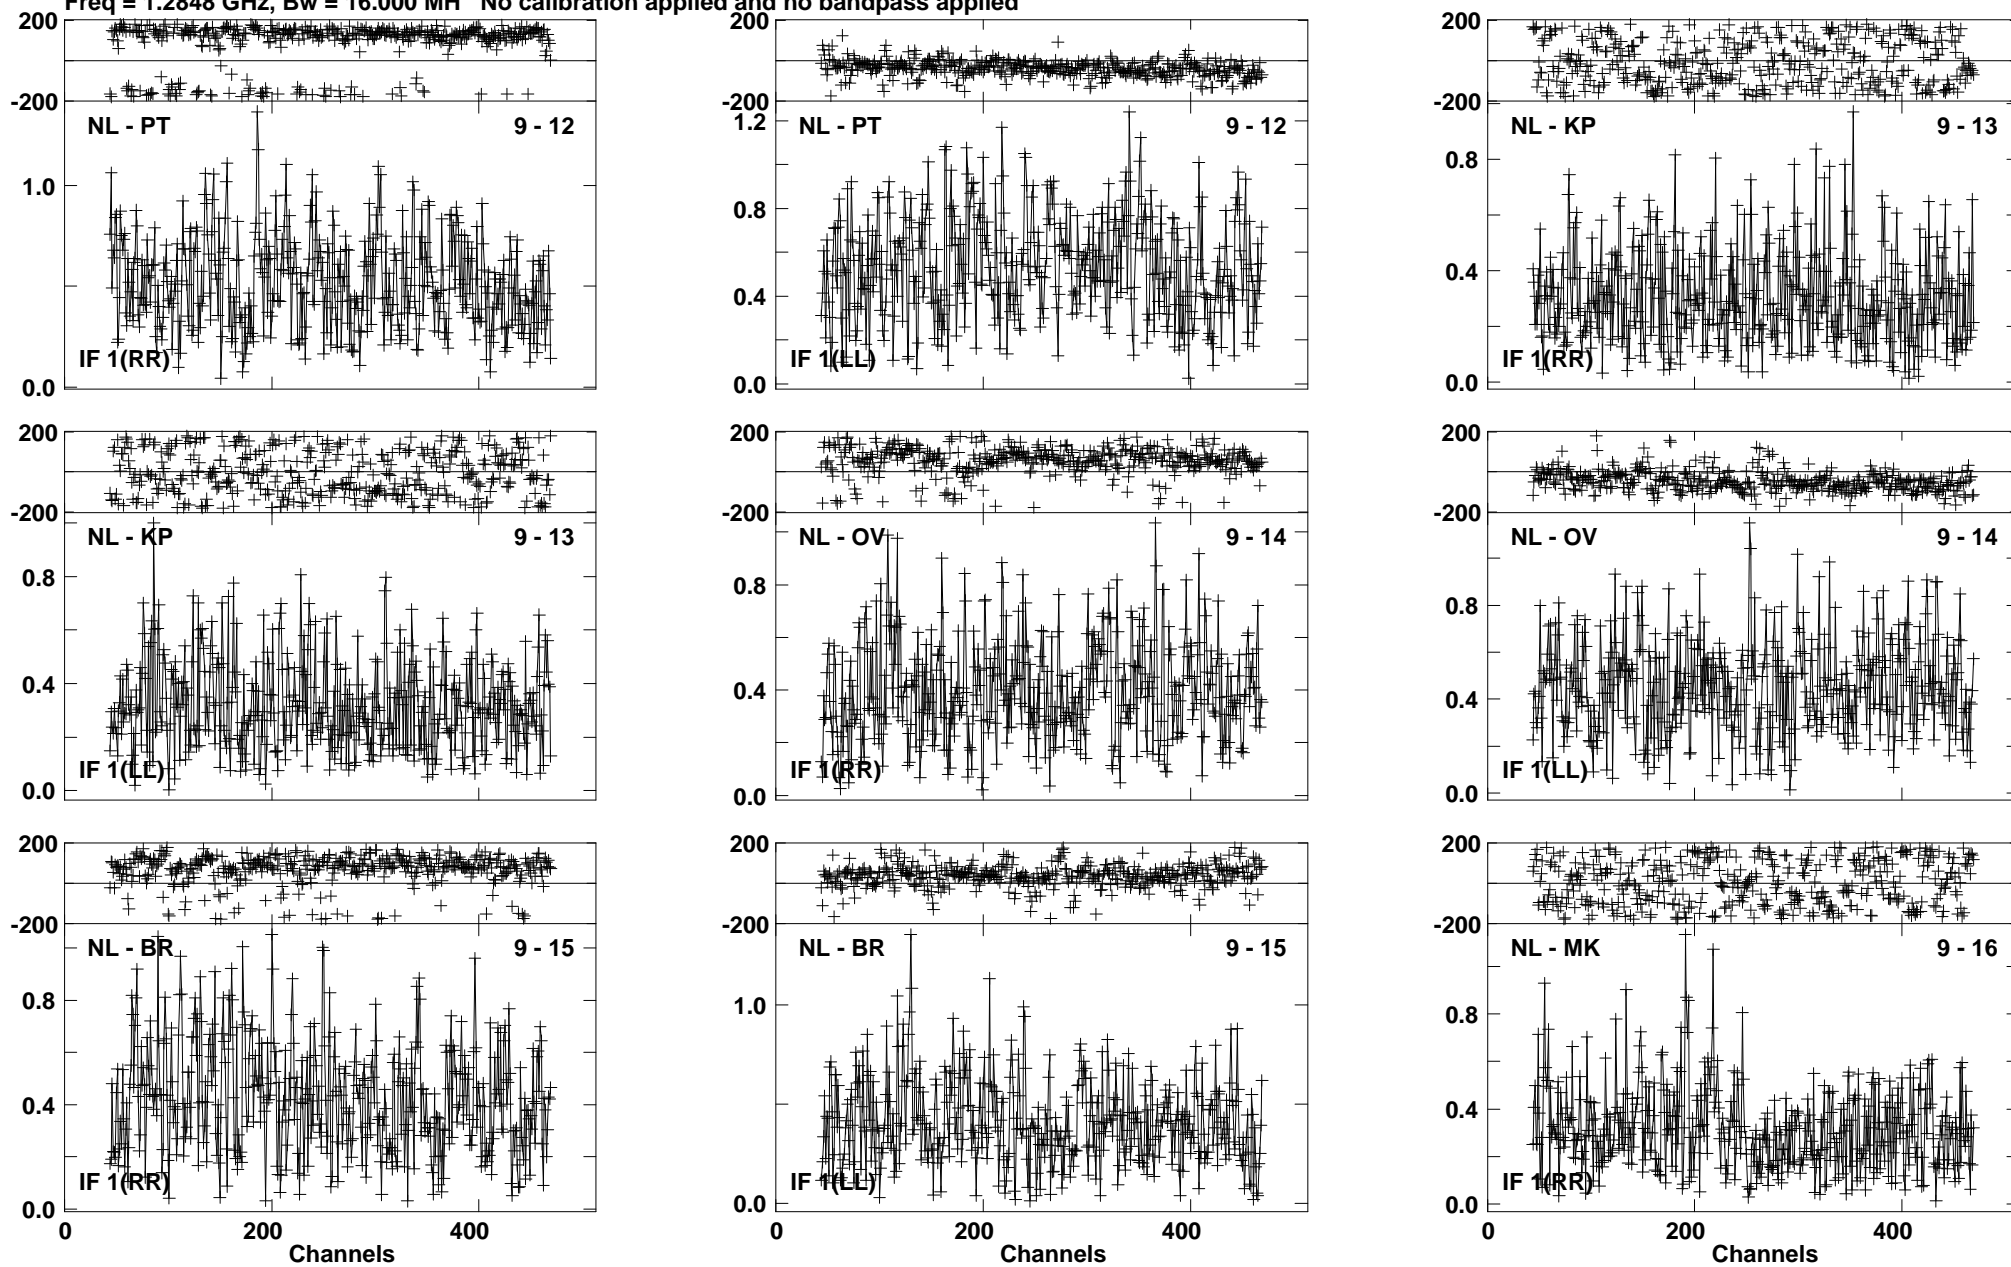 Freq = 1.2848 GHz, Bw = 16.000 MH No calibration applied and no bandpass applied
200
-200
NL - PT 9 - 12
1.0
IF 1(RR)
0.0
200
-200
1.2
NL - PT 9 - 12
0.8
0.4
IF 1(LL)
0.0
200
-200
NL - KP 9 - 13
0.8
0.4
IF 1(RR)
0.0
200
-200
NL - KP 9 - 13
0.8
0.4
IF 1(LL)
0.0
200
-200
NL - OV 9 - 14
0.8
0.4
IF 1(RR)
0.0
200
-200
NL - OV 9 - 14
0.8
0.4
IF 1(LL)
0.0
200
-200
NL - BR 9 - 15
0.8
0.4
IF 1(RR)
0.0
0 200 400
Channels
200
-200
NL - BR 9 - 15
1.0
IF 1(LL)
0.0
0 200 400
Channels
200
-200
NL - MK 9 - 16
0.8
0.4
IF 1(RR)
0.0
0 200 400
Channels